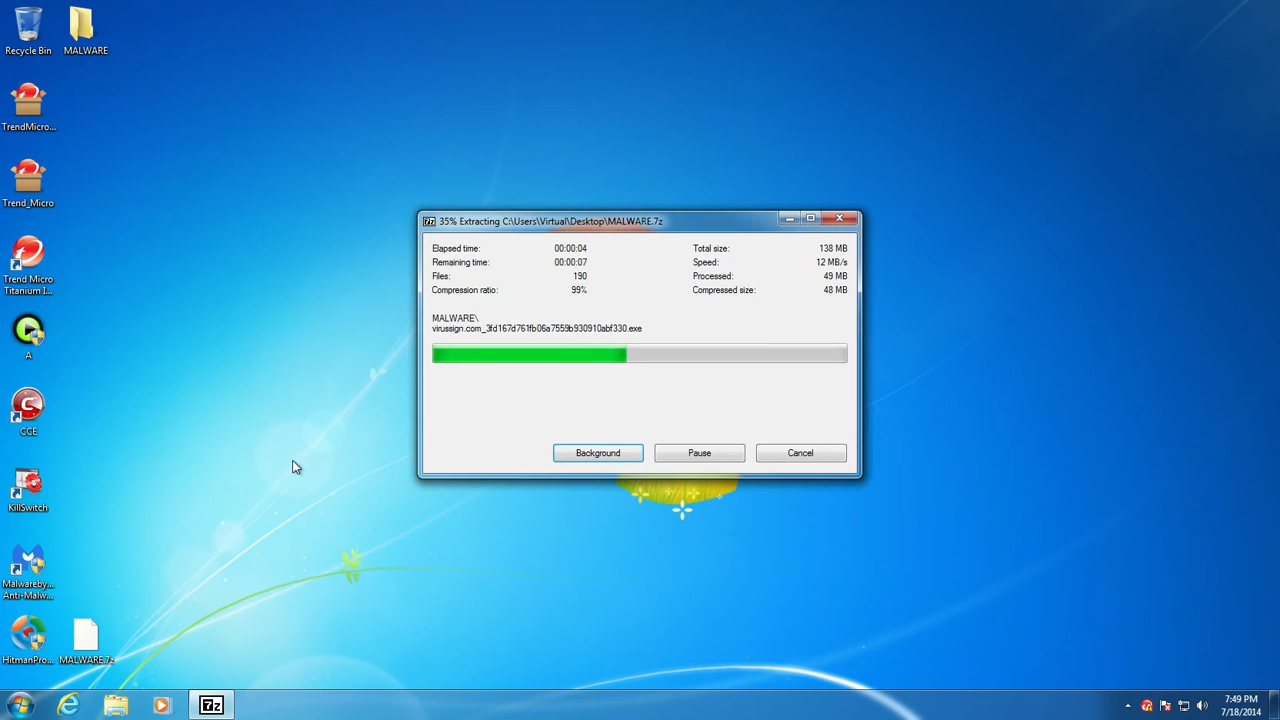 Recycle Bin
MALWARE
TrendMicro...
Trend_Micro
Trend Micro
Titanium I...
A
CCE
KillSwitch
Malwareby...
Anti-Malw...
HitmanPro...
MALWARE.7z
7z 35% Extracting C:\Users\Virtual\Desktop\MALWARE.7z
Elapsed time: 00:00:04 Total size: 138 MB
Remaining time: 00:00:07 Speed: 12 MB/s
Files: 190 Processed: 49 MB
Compression ratio: 99% Compressed size: 48 MB
MALWARE\
virussign.com_3fd167d761fb06a7559b930910abf330.exe
Background Pause Cancel
7z
7:49 PM
7/18/2014